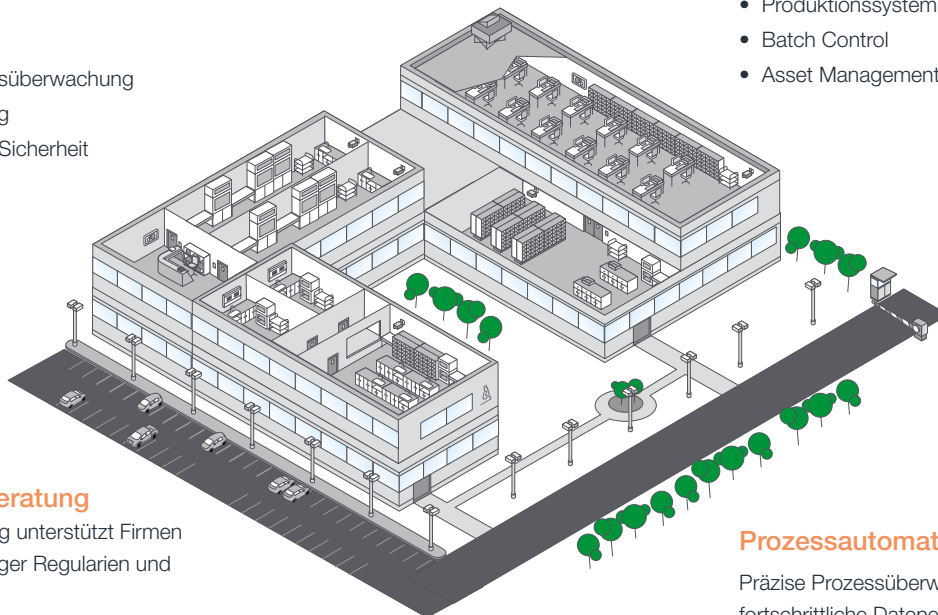 süberwachung
g
Sicherheit
Produktionssystem
• Batch Control
• Asset Management
eratung
g unterstützt Firmen
ger Regularien und
Prozessautomat
Präzise Prozessüberw